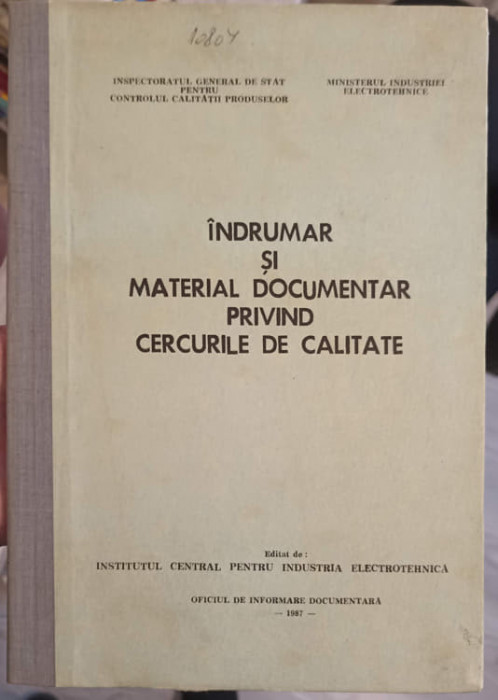 10804
INSPECTORATUL GENERAL DE STAT
PENTRU
CONTROLUL CALITĂȚII PRODUSELOR
MINISTERUL INDUSTRIEI
ELECTROTEHNICE
ÎNDRUMAR
ȘI
MATERIAL DOCUMENTAR
PRIVIND
CERCURILE DE CALITATE
Editat de :
INSTITUTUL CENTRAL PENTRU INDUSTRIA ELECTROTEHNICĂ
OFICIUL DE INFORMARE DOCUMENTARĂ
— 1987 —